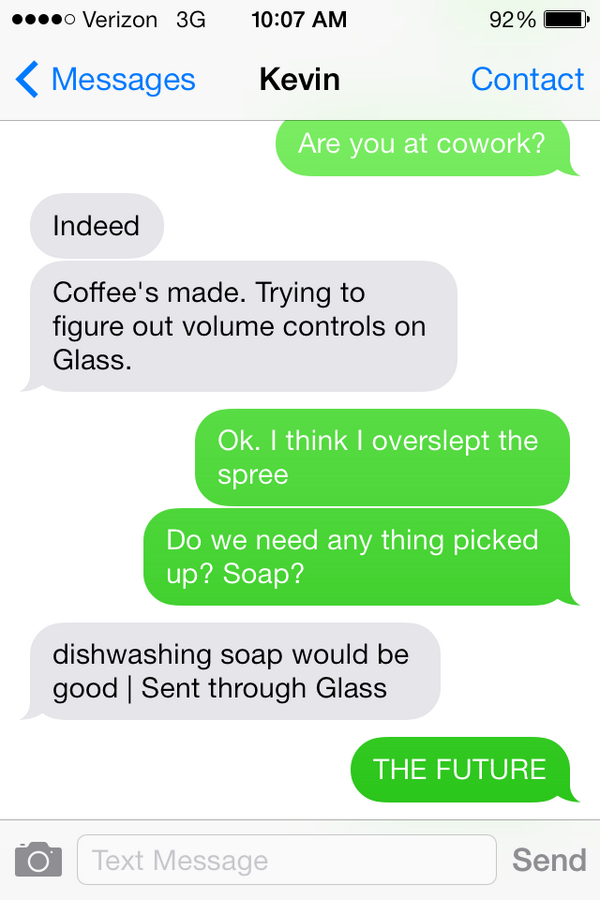 Verizon 3G 10:07 AM 92%
Messages Kevin Contact
Are you at cowork?
Indeed
Coffee's made. Trying to
figure out volume controls on
Glass.
Ok. I think I overslept the
spree
Do we need any thing picked
up? Soap?
dishwashing soap would be
good | Sent through Glass
THE FUTURE
Text Message Send